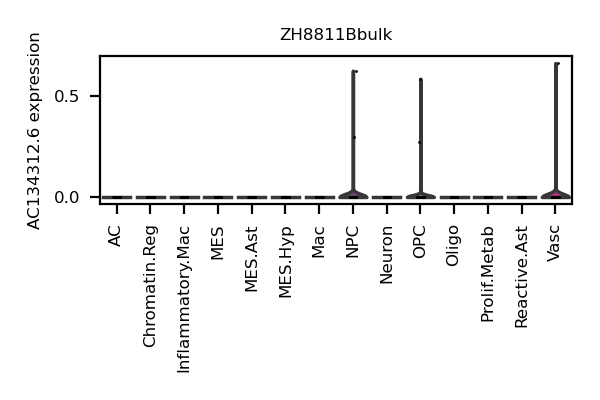 ZH8811Bbulk
AC134312.6 expression
0.5
0.0
AC
Chromatin.Reg
Inflammatory.Mac
MES
MES.Ast
MES.Hyp
Mac
NPC
Neuron
OPC
Oligo
Prolif.Metab
Reactive.Ast
Vasc